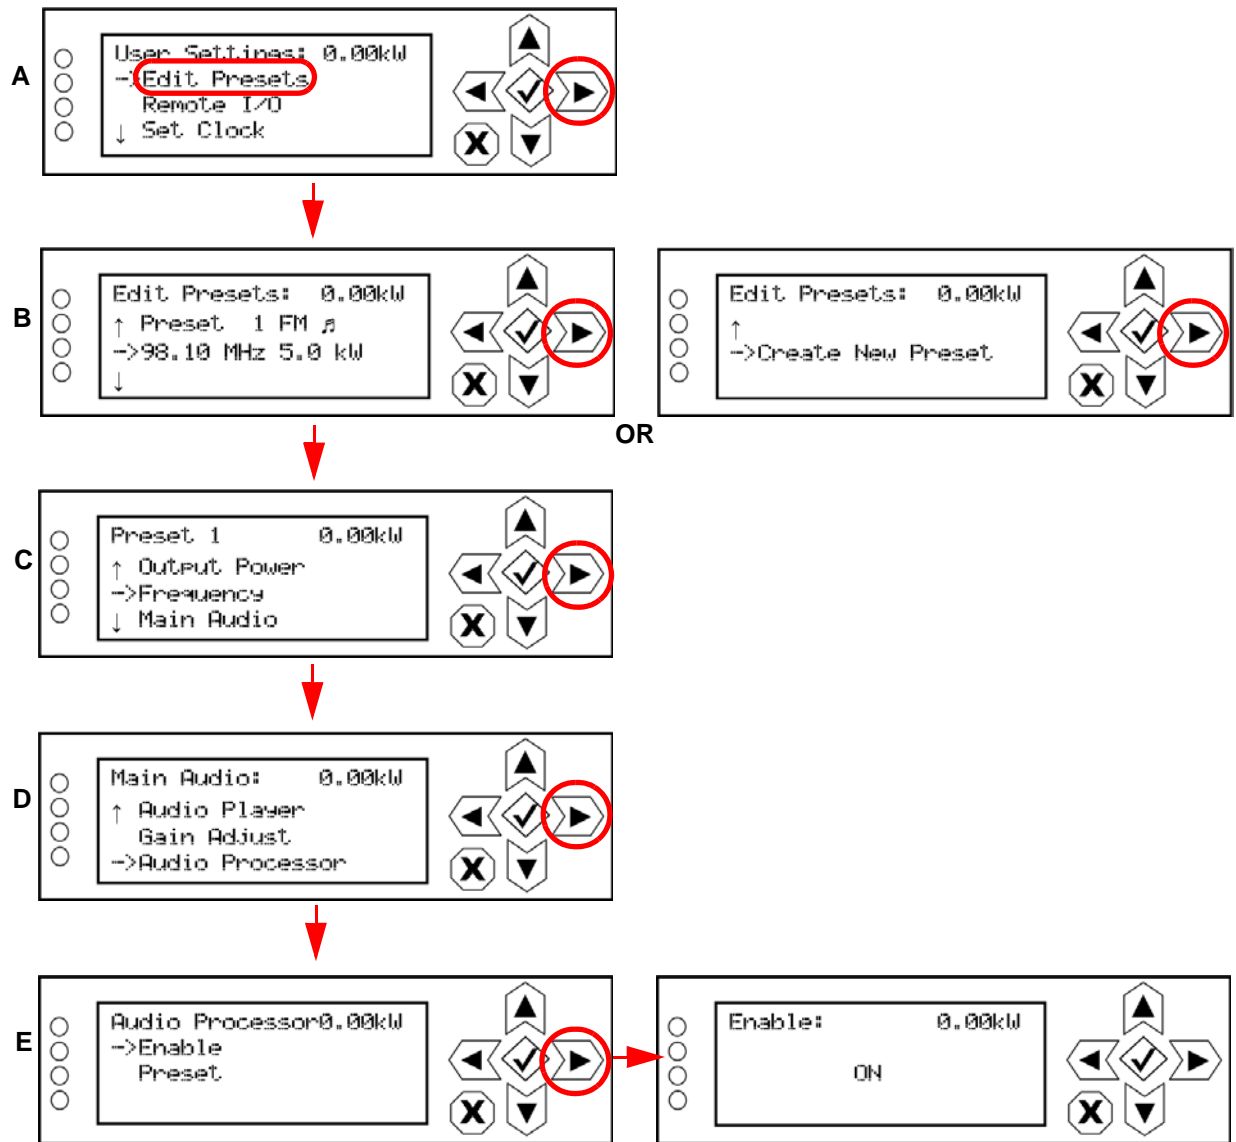 A
User Settings: 0.00kW
->Edit Presets
Remote I/O
↓ Set Clock
X
B
Edit Presets: 0.00kW
↑ Preset 1 FM ♬
->98.10 MHz 5.0 kW
↓
X
OR
Edit Presets: 0.00kW
↑
->Create New Preset
X
C
Preset 1 0.00kW
↑ Output Power
->Frequency
↓ Main Audio
X
D
Main Audio: 0.00kW
↑ Audio Player
Gain Adjust
->Audio Processor
X
E
Audio Processor0.00kW
->Enable
Preset
X
Enable: 0.00kW
ON
X